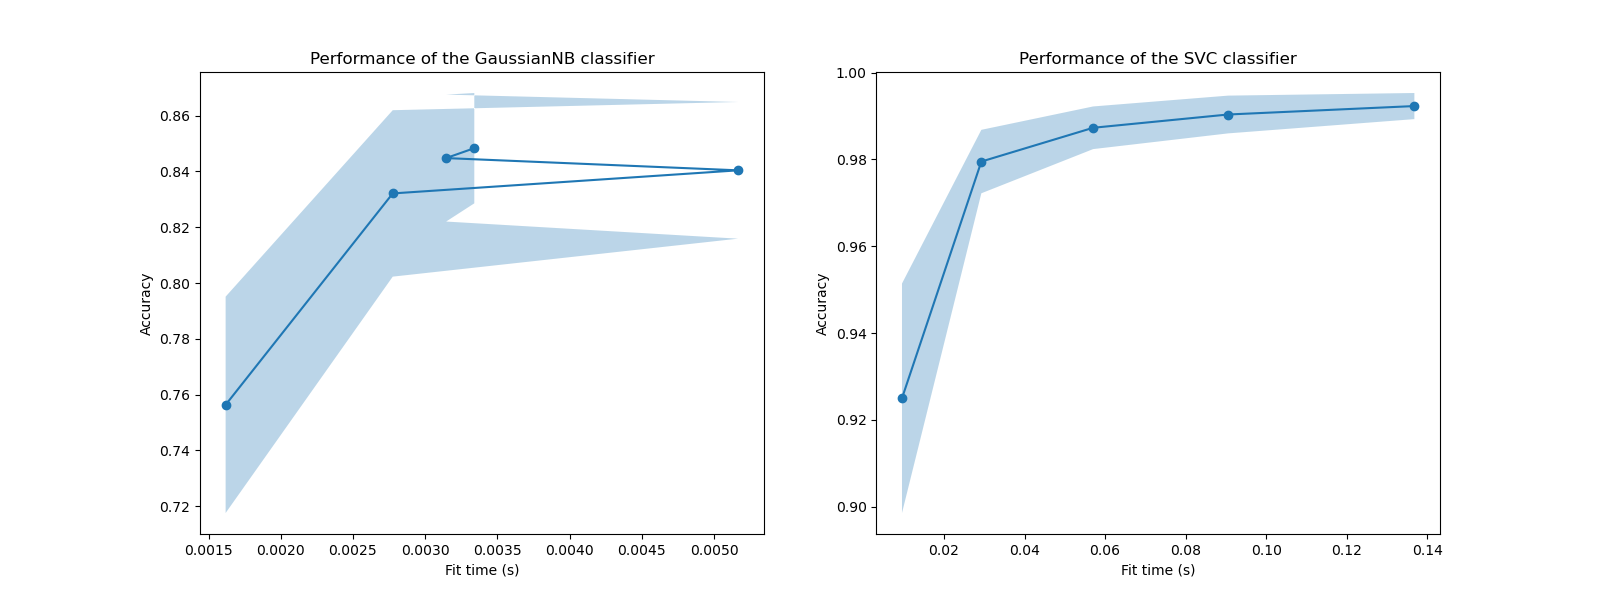 Performance of the GaussianNB classifier
Accuracy
0.86
0.84
0.82
0.80
0.78
0.76
0.74
0.72
0.0015 0.0020 0.0025 0.0030 0.0035 0.0040 0.0045 0.0050
Fit time (s)
Performance of the SVC classifier
Accuracy
1.00
0.98
0.96
0.94
0.92
0.90
0.02 0.04 0.06 0.08 0.10 0.12 0.14
Fit time (s)